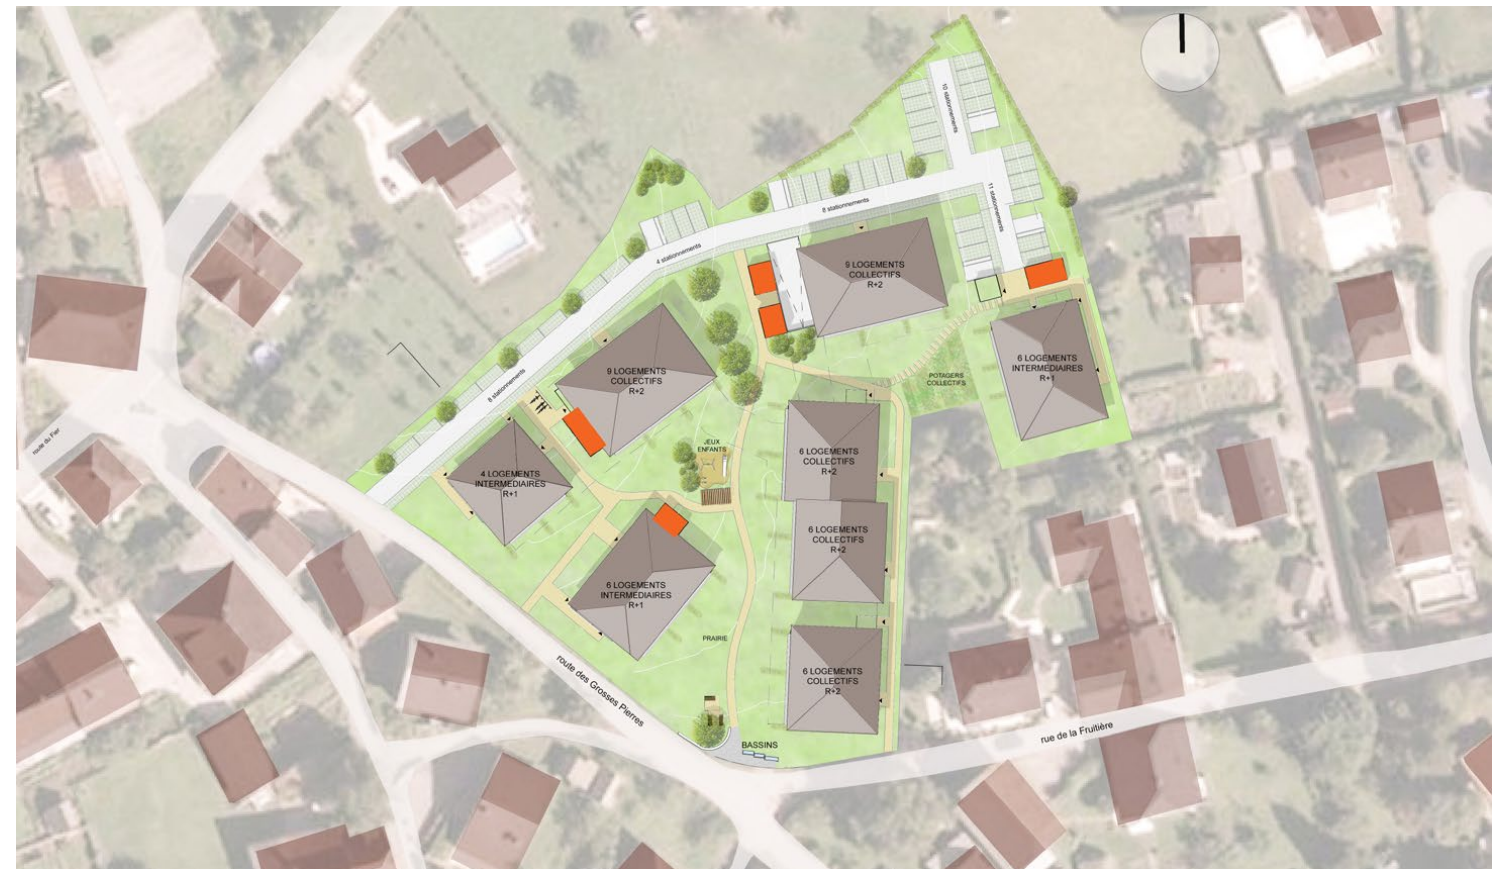 10 stationnements
11 stationnements
8 stationnements
4 stationnements
9 LOGEMENTS
COLLECTIFS
R+2
6 LOGEMENTS
INTERMEDIAIRES
R+1
POTAGERS
COLLECTIFS
9 LOGEMENTS
COLLECTIFS
R+2
8 stationnements
route du Fier
JEUX
ENFANTS
4 LOGEMENTS
INTERMEDIAIRES
R+1
6 LOGEMENTS
COLLECTIFS
R+2
6 LOGEMENTS
COLLECTIFS
R+2
6 LOGEMENTS
INTERMEDIAIRES
R+1
PRAIRIE
6 LOGEMENTS
COLLECTIFS
R+2
route des Grosses Pierres
BASSINS
rue de la Fruitière